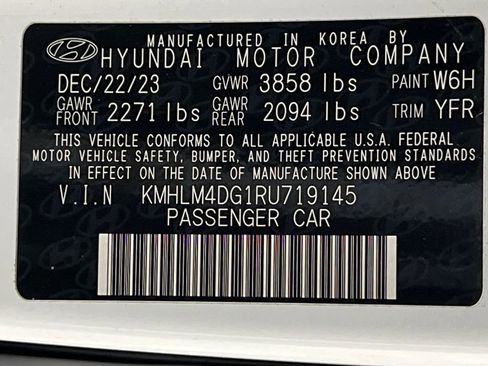 MANUFACTURED IN KOREA BY
HYUNDAI MOTOR COMPANY
DEC/22/23 GVWR 3858 lbs PAINT W6H
GAWR FRONT 2271 lbs GAWR REAR 2094 lbs TRIM YFR
THIS VEHICLE CONFORMS TO ALL APPLICABLE U.S.A. FEDERAL
MOTOR VEHICLE SAFETY, BUMPER, AND THEFT PREVENTION STANDARDS
IN EFFECT ON THE DATE OF MANUFACTURE SHOWN ABOVE
V.I.N KMHLM4DG1RU719145
PASSENGER CAR